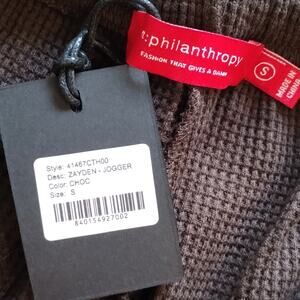 t:philanthropy
FASHION THAT GIVES A DAMN
S
MADE IN
CHINA
Style: 41467CTH00
Desc: ZAYDEN - JOGGER
Color: CHOC
Size: S
840154927002